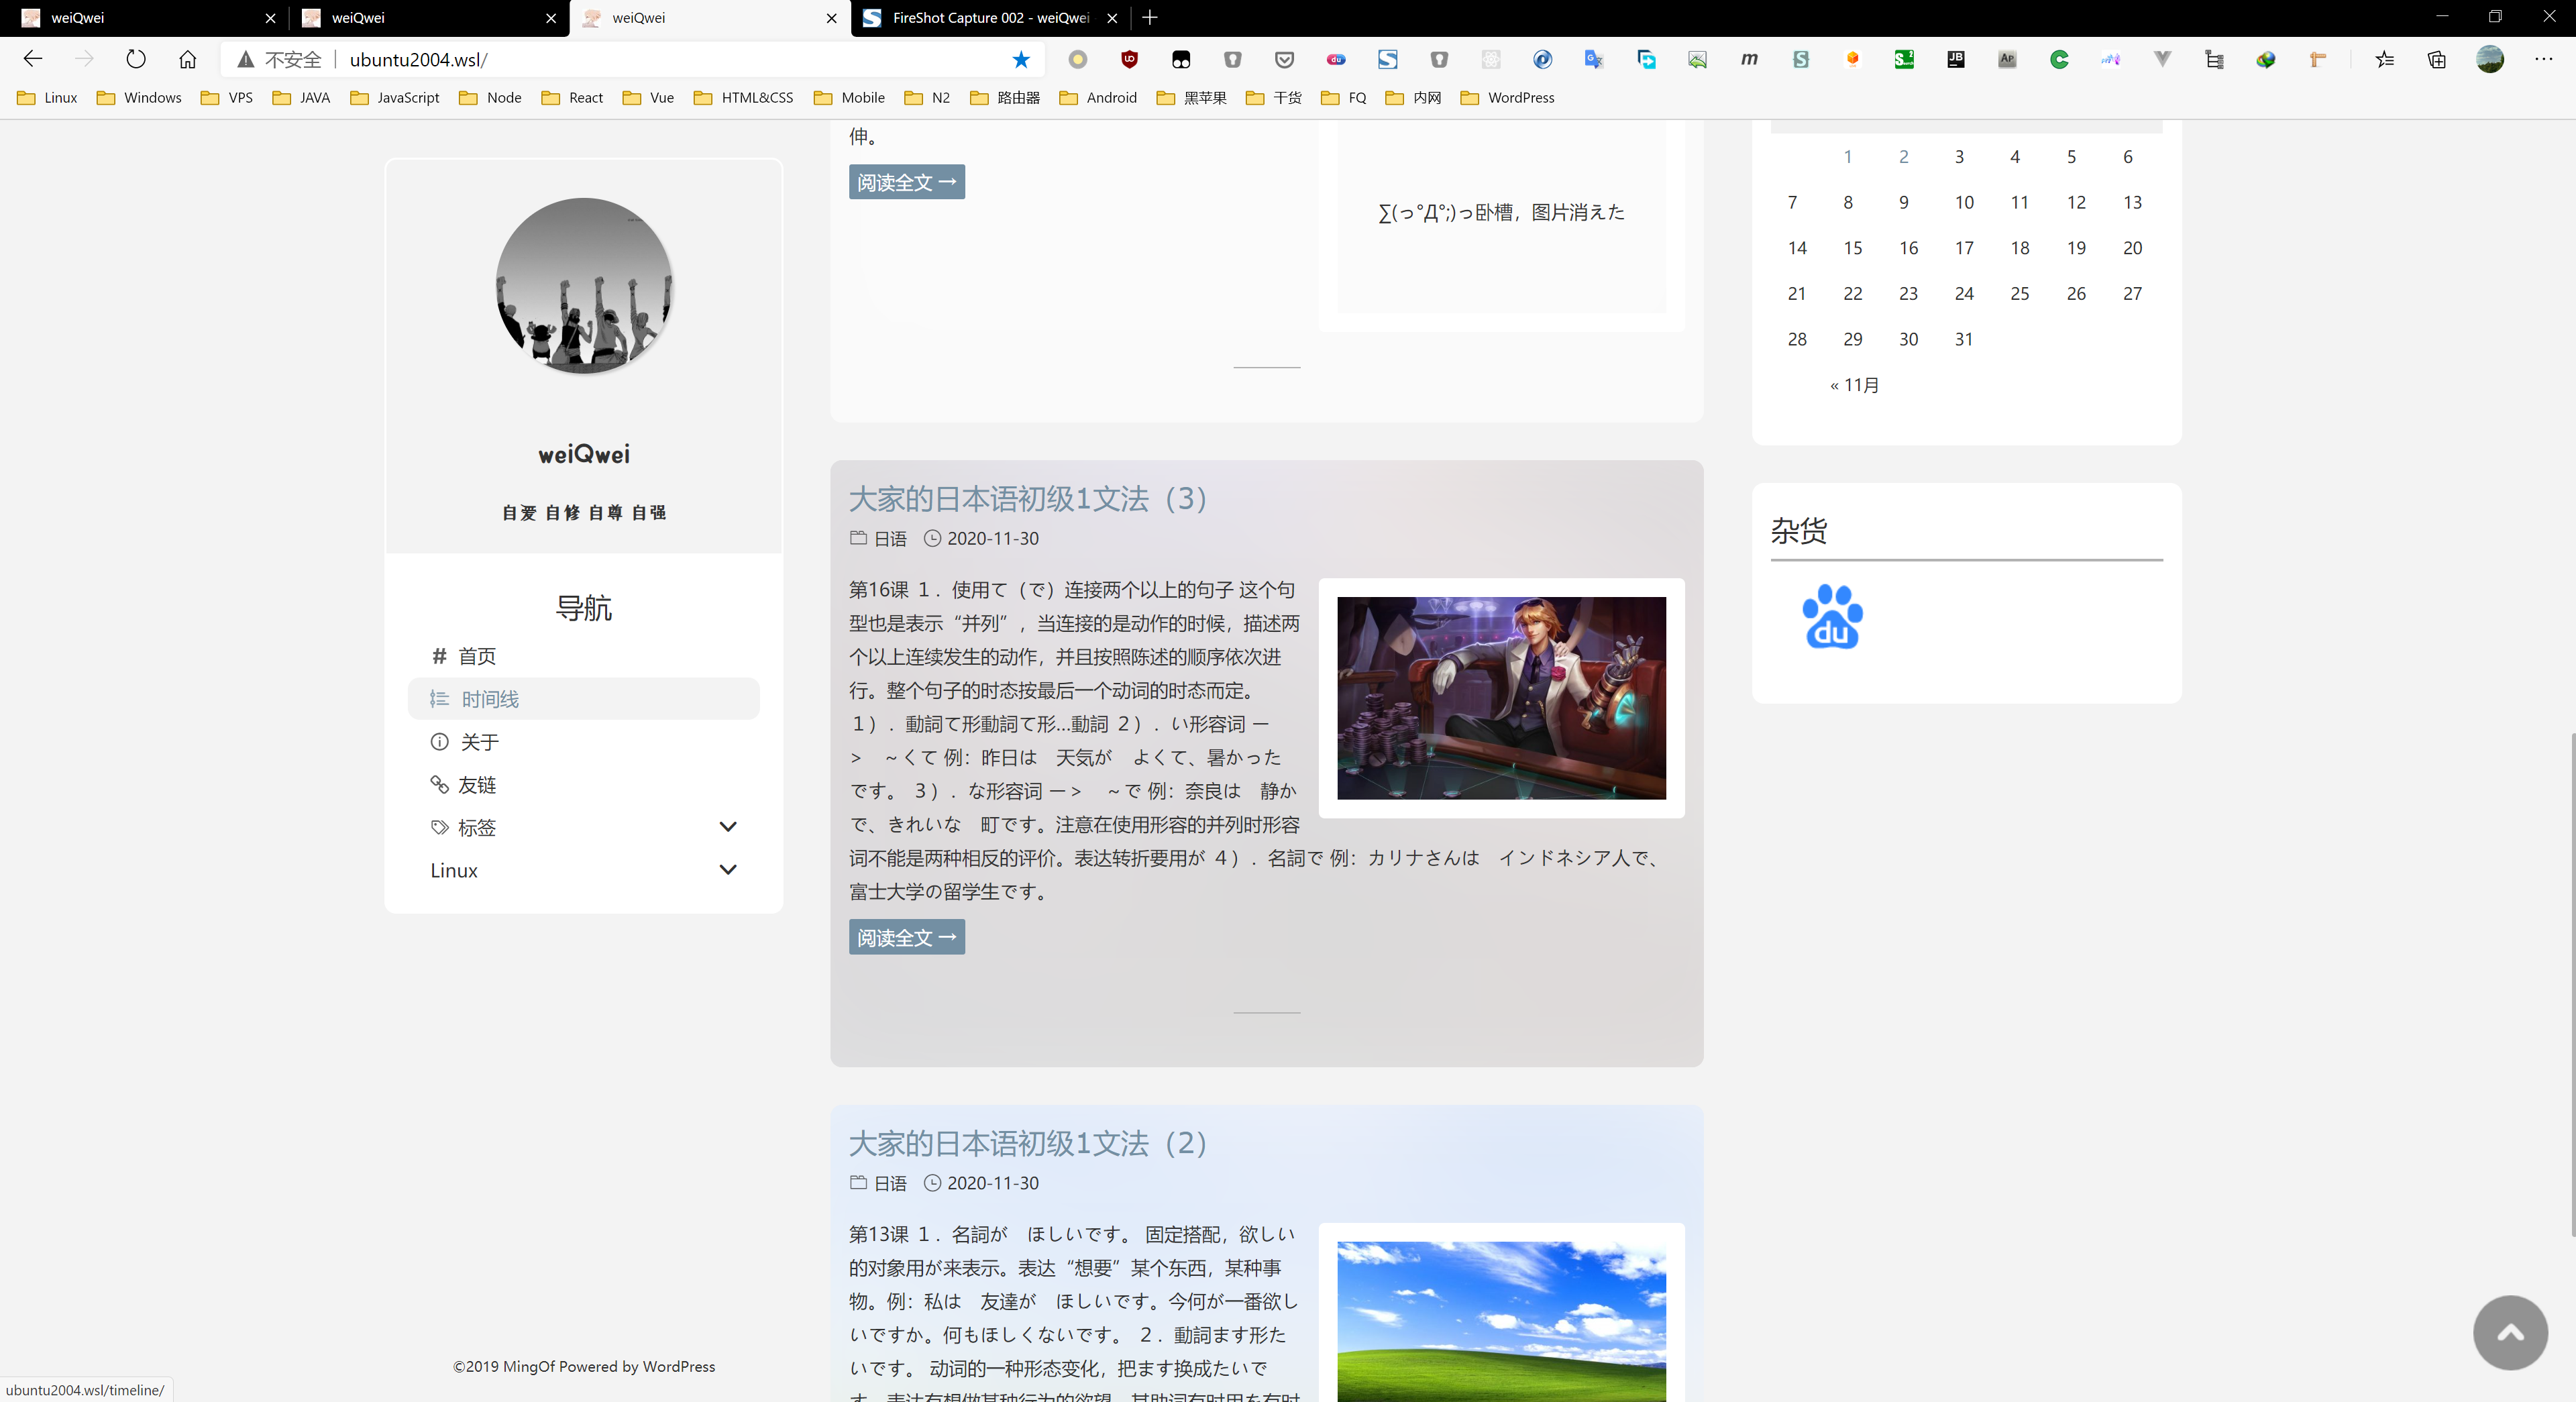 weiQwei
weiQwei
weiQwei
FireShot Capture 002 - weiQwei
不安全
ubuntu2004.wsl/
Linux
Windows
VPS
JAVA
JavaScript
Node
React
Vue
HTML&CSS
Mobile
N2
路由器
Android
黑苹果
干货
FQ
内网
WordPress
weiQwei
自爱 自修 自尊 自强
导航
# 首页
时间线
关于
友链
标签
Linux
©2019 MingOf Powered by WordPress
ubuntu2004.wsl/timeline/
伸。
阅读全文 →
∑(っ°Д°;)っ卧槽，图片消えた
大家的日本语初级1文法（3）
日语 2020-11-30
第16课 １．使用て（で）连接两个以上的句子 这个句
型也是表示“并列”，当连接的是动作的时候，描述两
个以上连续发生的动作，并且按照陈述的顺序依次进
行。整个句子的时态按最后一个动词的时态而定。
１）．動詞て形動詞て形…動詞 ２）．い形容词 ー
>　～くて 例：昨日は　天気が　よくて、暑かった
です。 ３）．な形容词 ー>　～で 例：奈良は　静か
で、きれいな　町です。注意在使用形容的并列时形容
词不能是两种相反的评价。表达转折要用が ４）．名詞で 例：カリナさんは　インドネシア人で、
富士大学の留学生です。
阅读全文 →
大家的日本语初级1文法（2）
日语 2020-11-30
第13课 １．名詞が　ほしいです。 固定搭配，欲しい
的对象用が来表示。表达“想要”某个东西，某种事
物。例：私は　友達が　ほしいです。今何が一番欲し
いですか。何もほしくないです。 ２．動詞ます形た
いです。 动词的一种形态变化，把ます换成たいで
1 2 3 4 5 6
7 8 9 10 11 12 13
14 15 16 17 18 19 20
21 22 23 24 25 26 27
28 29 30 31
« 11月
杂货
du